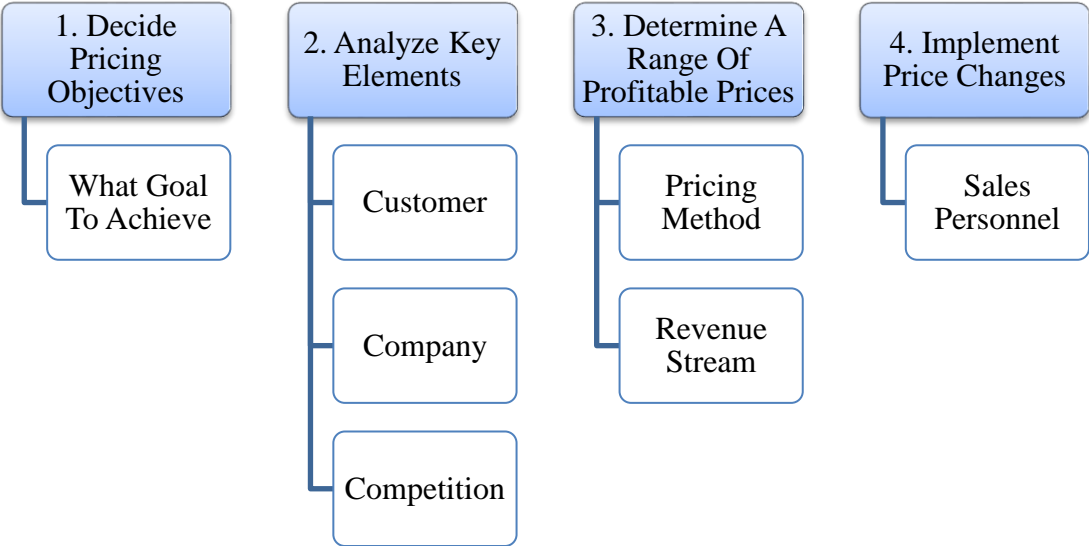 1. Decide
Pricing
Objectives
What Goal
To Achieve
2. Analyze Key
Elements
Customer
Company
Competition
3. Determine A
Range Of
Profitable Prices
Pricing
Method
Revenue
Stream
4. Implement
Price Changes
Sales
Personnel